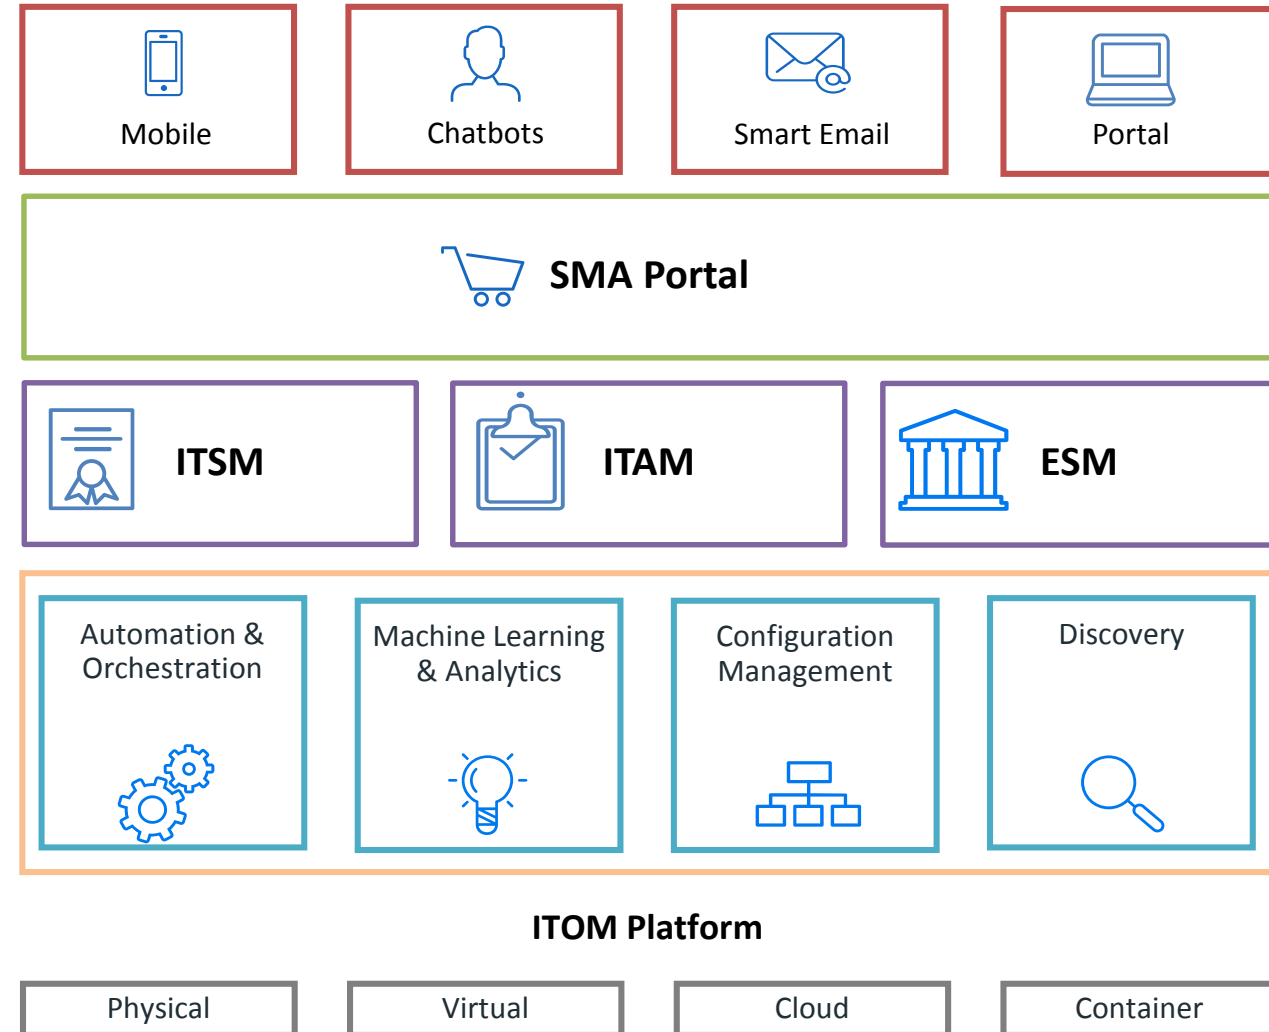 Mobile
Chatbots
Smart Email
Portal
SMA Portal
ITSM
ITAM
ESM
Automation &
Orchestration
Machine Learning
& Analytics
Configuration
Management
Discovery
ITOM Platform
Physical
Virtual
Cloud
Container